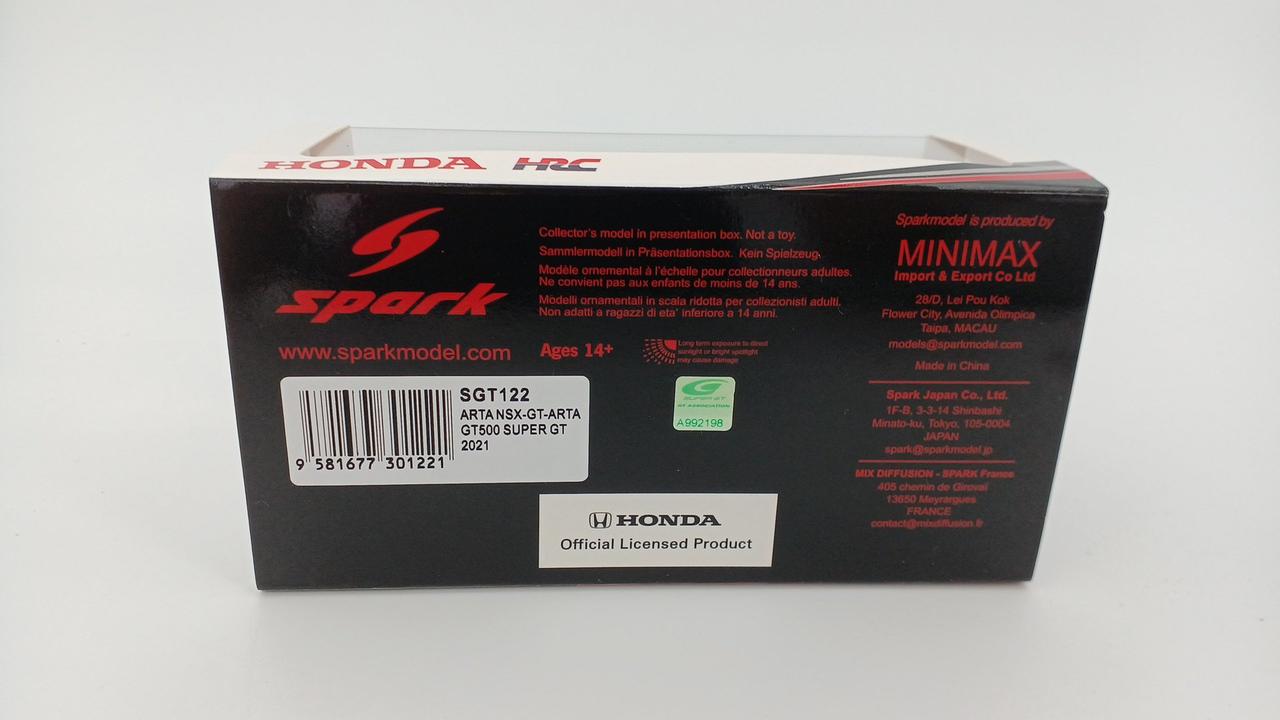 HONDA HRC
spark
www.sparkmodel.com
Collector's model in presentation box. Not a toy.
Sammlermodell in Präsentationsbox. Kein Spielzeug.
Modèle ornemental à l'échelle pour collectionneurs adultes.
Ne convient pas aux enfants de moins de 14 ans.
Modelli ornamentali in scala ridotta per collezionisti adulti.
Non adatti a ragazzi di eta' inferiore a 14 anni.
Ages 14+
Long term exposure to direct
sunlight or bright spotlight
may cause damage
SGT122
ARTA NSX-GT-ARTA
GT500 SUPER GT
2021
9 581677 301221
SUPER GT
GT ASSOCIATION
A992198
HONDA
Official Licensed Product
Sparkmodel is produced by
MINIMAX
Import & Export Co Ltd
28/D, Lei Pou Kok
Flower City, Avenida Olimpica
Taipa, MACAU
models@sparkmodel.com
Made in China
Spark Japan Co., Ltd.
1F-B, 3-3-14 Shinbashi
Minato-ku, Tokyo, 105-0004
JAPAN
spark@sparkmodel.jp
MIX DIFFUSION - SPARK France
405 chemin de Giroval
13650 Meyrargues
FRANCE
contact@mixdiffusion.fr